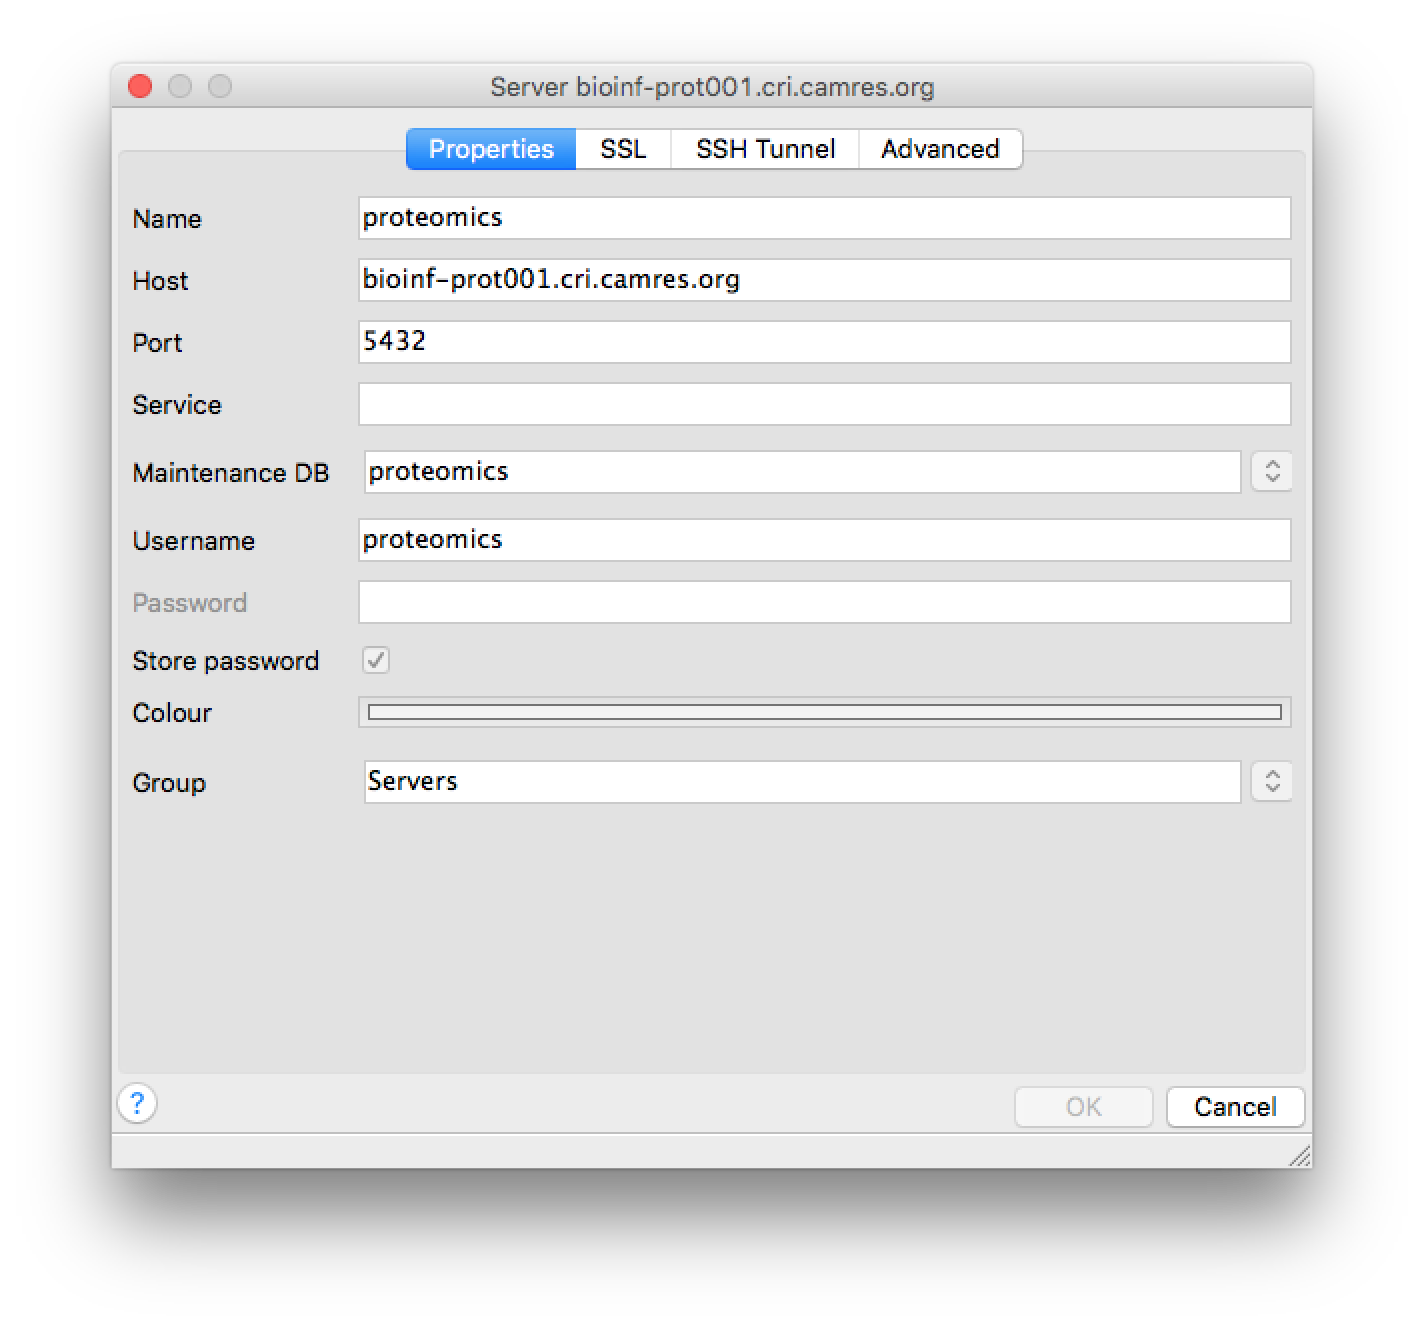 Server bioinf-prot001.cri.camres.org
Properties SSL SSH Tunnel Advanced
Name proteomics
Host bioinf-prot001.cri.camres.org
Port 5432
Service
Maintenance DB proteomics
Username proteomics
Password
Store password
Colour
Group Servers
? OK Cancel